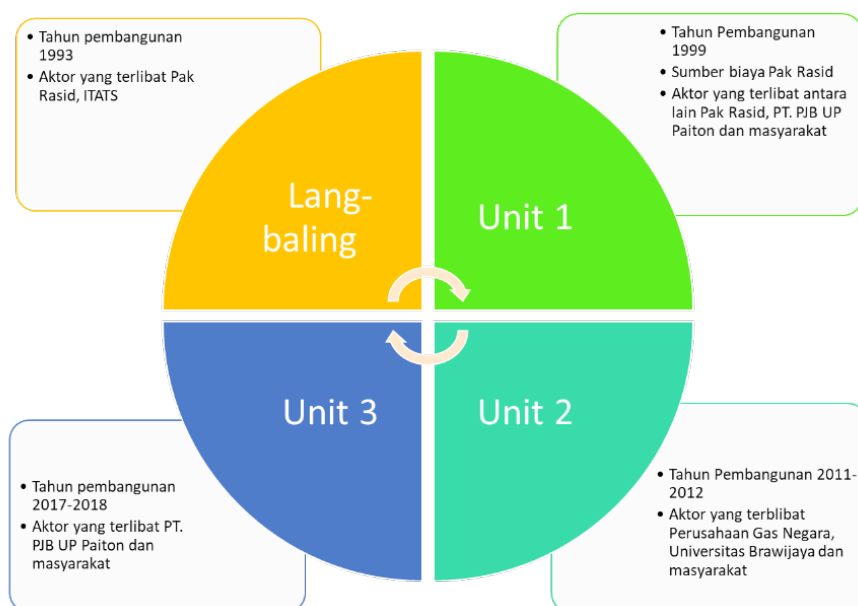 • Tahun pembangunan
1993
• Aktor yang terlibat Pak
Rasid, ITATS
• Tahun Pembangunan
1999
• Sumber biaya Pak Rasid
• Aktor yang terlibat antara
lain Pak Rasid, PT. PJB UP
Paiton dan masyarakat
Lang-
baling
Unit 1
Unit 3
Unit 2
• Tahun pembangunan
2017-2018
• Aktor yang terlibat PT.
PJB UP Paiton dan
masyarakat
• Tahun Pembangunan 2011-
2012
• Aktor yang terblibat
Perusahaan Gas Negara,
Universitas Brawijaya dan
masyarakat